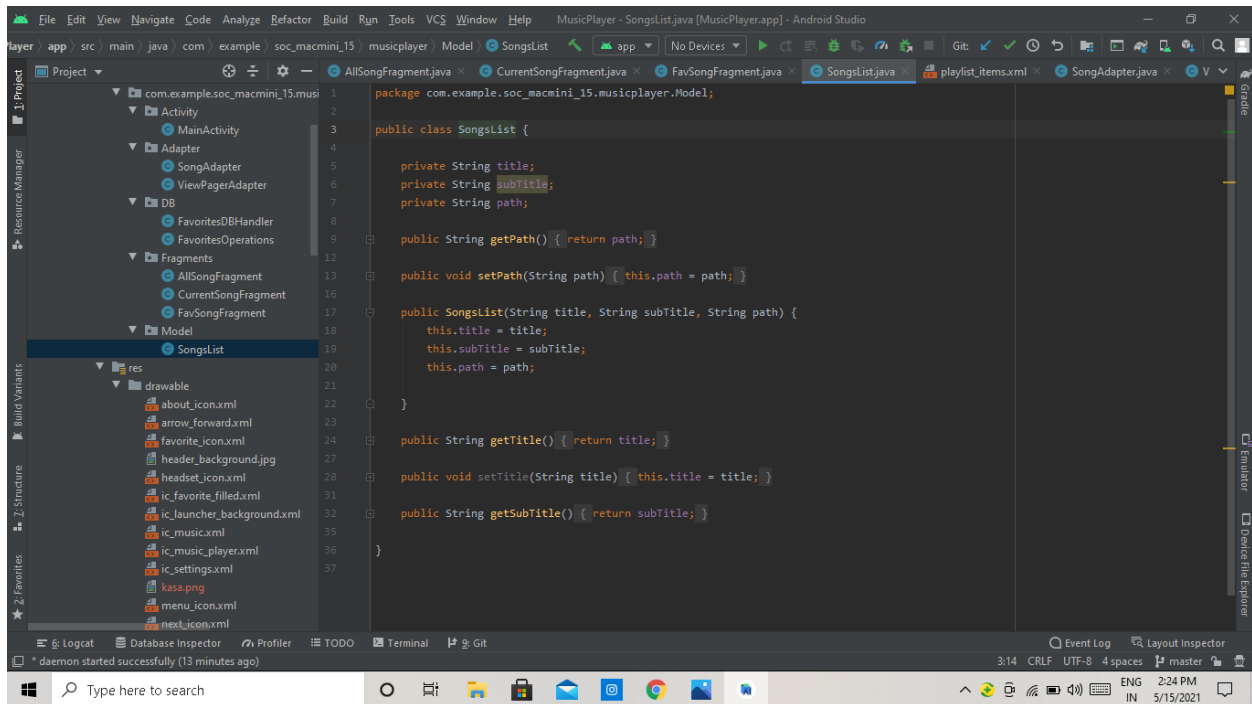 File Edit View Navigate Code Analyze Refactor Build Run Tools VCS Window Help MusicPlayer - SongsList.java [MusicPlayer.app] - Android Studio
Player app src main java com example soc_macmini_15 musicplayer Model SongsList app No Devices Git:
Project AllSongFragment.java CurrentSongFragment.java FavSongFragment.java SongsList.java playlist_items.xml SongAdapter.java V
1: Project
Resource Manager
Build Variants
7: Structure
2: Favorites
com.example.soc_macmini_15.musi
Activity
MainActivity
Adapter
SongAdapter
ViewPagerAdapter
DB
FavoritesDBHandler
FavoritesOperations
Fragments
AllSongFragment
CurrentSongFragment
FavSongFragment
Model
SongsList
res
drawable
about_icon.xml
arrow_forward.xml
favorite_icon.xml
header_background.jpg
headset_icon.xml
ic_favorite_filled.xml
ic_launcher_background.xml
ic_music.xml
ic_music_player.xml
ic_settings.xml
kasa.png
menu_icon.xml
next_icon.xml
1 package com.example.soc_macmini_15.musicplayer.Model;
2
3 public class SongsList {
4
5 private String title;
6 private String subTitle;
7 private String path;
8
9 public String getPath() { return path; }
12
13 public void setPath(String path) { this.path = path; }
16
17 public SongsList(String title, String subTitle, String path) {
18 this.title = title;
19 this.subTitle = subTitle;
20 this.path = path;
21
22 }
23
24 public String getTitle() { return title; }
27
28 public void setTitle(String title) { this.title = title; }
31
32 public String getSubTitle() { return subTitle; }
35
36 }
37
Gradle
Emulator
Device File Explorer
6: Logcat Database Inspector Profiler TODO Terminal 9: Git Event Log Layout Inspector
* daemon started successfully (13 minutes ago) 3:14 CRLF UTF-8 4 spaces master
Type here to search ENG 2:24 PM
IN 5/15/2021